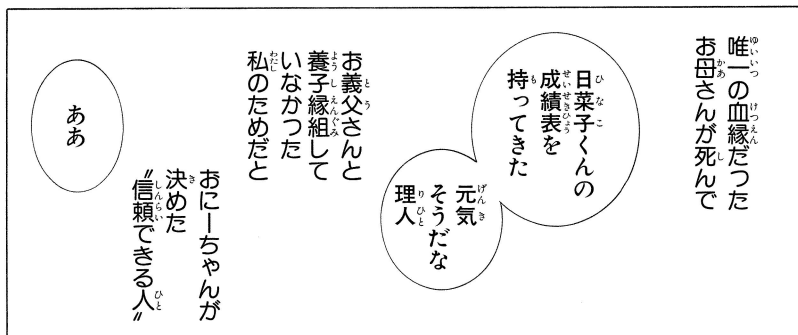 唯一の血縁だった
お母さんが死んで
日菜子くんの
成績表を
持ってきた
元気
そうだな
理人
お義父さんと
養子縁組して
いなかった
私のためだと
おにーちゃんが
決めた
〝信頼できる人〟
ああ